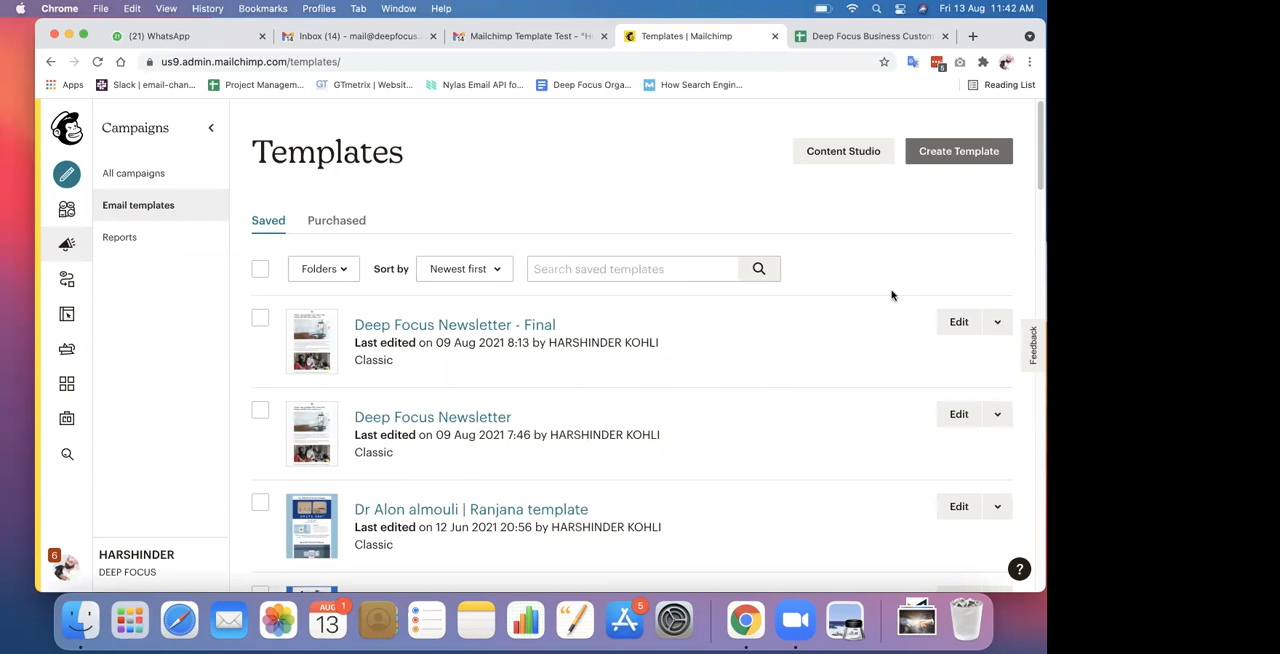 Chrome File Edit View History Bookmarks Profiles Tab Window Help Fri 13 Aug 11:42 AM
(21) WhatsApp Inbox (14) - mail@deepfocus. Mailchimp Template Test - "H Templates | Mailchimp Deep Focus Business Custom
us9.admin.mailchimp.com/templates/
Apps Slack | email-chan... Project Managem... GT GTmetrix | Websit... Nylas Email API fo... Deep Focus Orga... How Search Engin... Reading List
5
Campaigns
All campaigns
Email templates
Reports
6
HARSHINDER
DEEP FOCUS
Templates
Content Studio Create Template
Saved Purchased
Folders Sort by Newest first Search saved templates
Deep Focus Newsletter - Final
Last edited on 09 Aug 2021 8:13 by HARSHINDER KOHLI
Classic
Edit
Deep Focus Newsletter
Last edited on 09 Aug 2021 7:46 by HARSHINDER KOHLI
Classic
Edit
Dr Alon almouli | Ranjana template
Last edited on 12 Jun 2021 20:56 by HARSHINDER KOHLI
Classic
Edit
Feedback
?
AUG 1
13
5